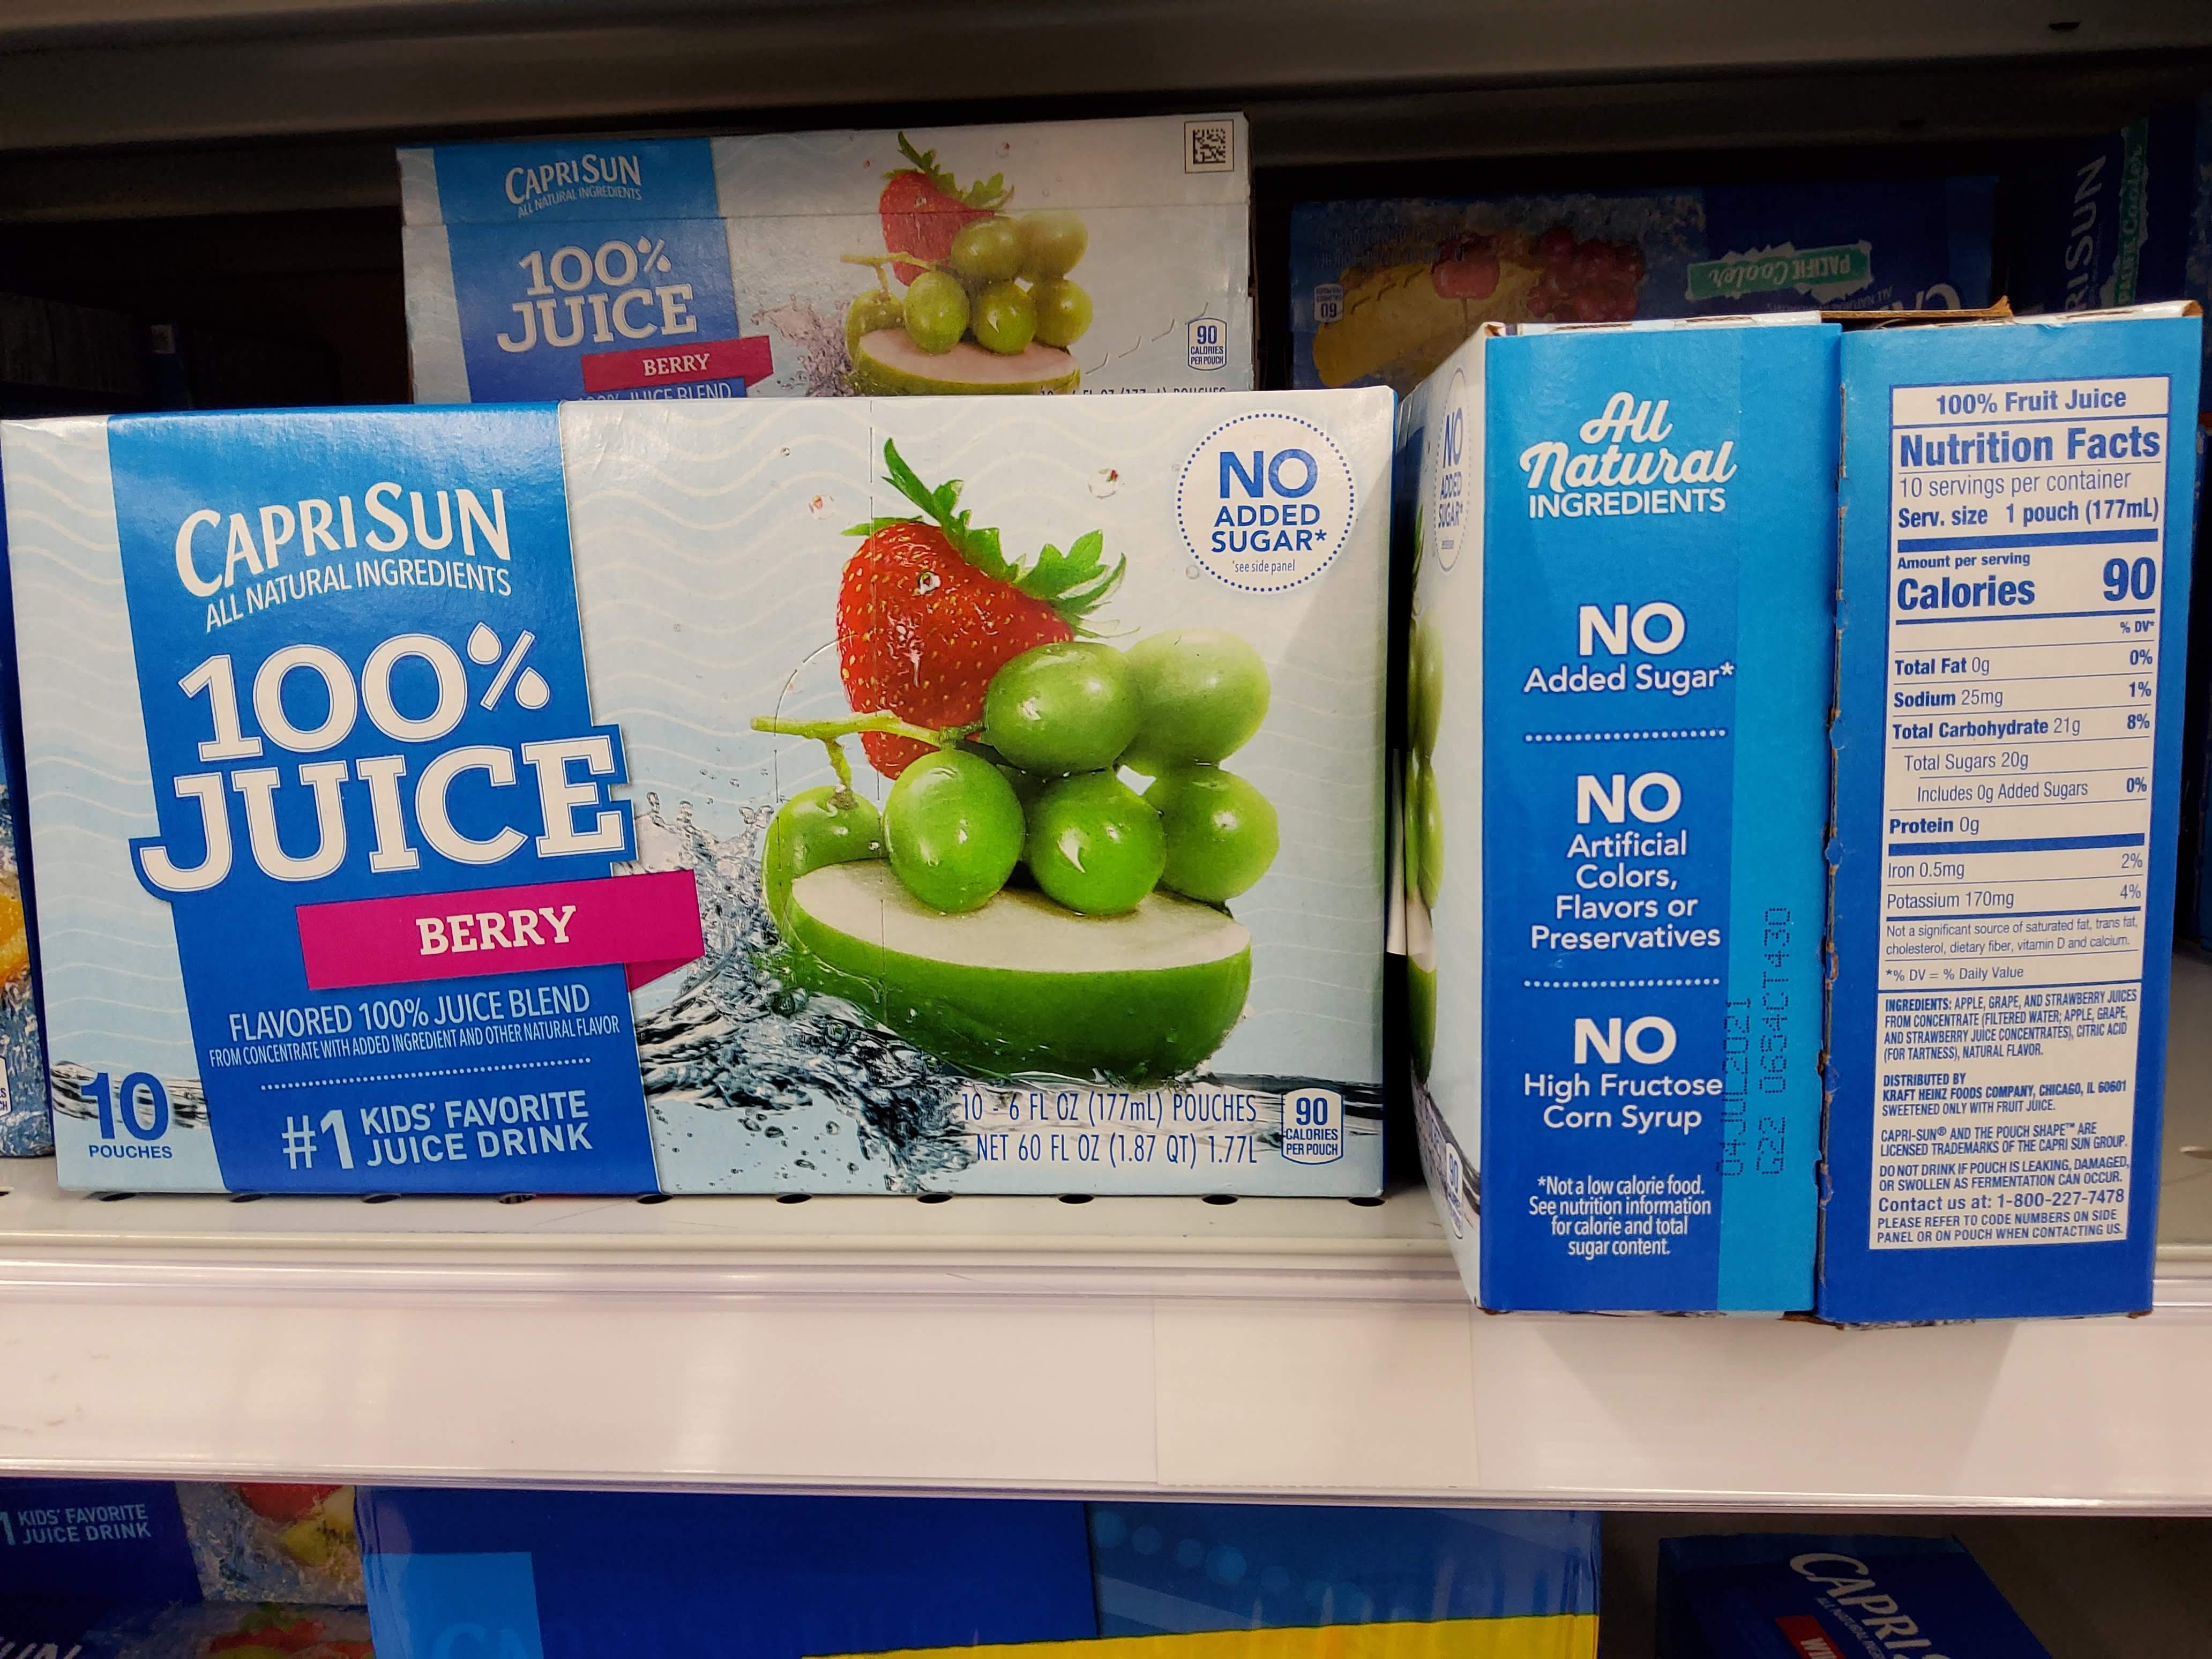 CAPRI SUN
ALL NATURAL INGREDIENTS
100%
JUICE
BERRY
100% JUICE BLEND
90
CALORIES
PER POUCH
Pacific Cooler
CAPRI SUN
ALL NATURAL INGREDIENTS
100%
JUICE
BERRY
FLAVORED 100% JUICE BLEND
FROM CONCENTRATE WITH ADDED INGREDIENT AND OTHER NATURAL FLAVOR
#1 KIDS' FAVORITE
JUICE DRINK
10
POUCHES
NO
ADDED
SUGAR*
*see side panel
10 - 6 FL OZ (177mL) POUCHES
NET 60 FL OZ (1.87 QT) 1.77L
90
CALORIES
PER POUCH
NO
ADDED
SUGAR*
All
Natural
INGREDIENTS
NO
Added Sugar*
NO
Artificial
Colors,
Flavors or
Preservatives
NO
High Fructose
Corn Syrup
*Not a low calorie food.
See nutrition information
for calorie and total
sugar content.
04JUL2021
100% Fruit Juice
Nutrition Facts
10 servings per container
Serv. size 1 pouch (177mL)
Amount per serving
Calories 90
% DV*
Total Fat 0g 0%
Sodium 25mg 1%
Total Carbohydrate 21g 8%
Total Sugars 20g
Includes 0g Added Sugars 0%
Protein 0g
Iron 0.5mg 2%
Potassium 170mg 4%
Not a significant source of saturated fat, trans fat,
cholesterol, dietary fiber, vitamin D and calcium.
*% DV = % Daily Value
INGREDIENTS: APPLE, GRAPE, AND STRAWBERRY JUICES
FROM CONCENTRATE (FILTERED WATER; APPLE, GRAPE,
AND STRAWBERRY JUICE CONCENTRATES), CITRIC ACID
(FOR TARTNESS), NATURAL FLAVOR.
DISTRIBUTED BY
KRAFT HEINZ FOODS COMPANY, CHICAGO, IL 60601
SWEETENED ONLY WITH FRUIT JUICE.
CAPRI-SUN® AND THE POUCH SHAPE™ ARE
LICENSED TRADEMARKS OF THE CAPRI SUN GROUP.
DO NOT DRINK IF POUCH IS LEAKING, DAMAGED,
OR SWOLLEN AS FERMENTATION CAN OCCUR.
Contact us at: 1-800-227-7478
PLEASE REFER TO CODE NUMBERS ON SIDE
PANEL OR ON POUCH WHEN CONTACTING US.
KIDS' FAVORITE
JUICE DRINK